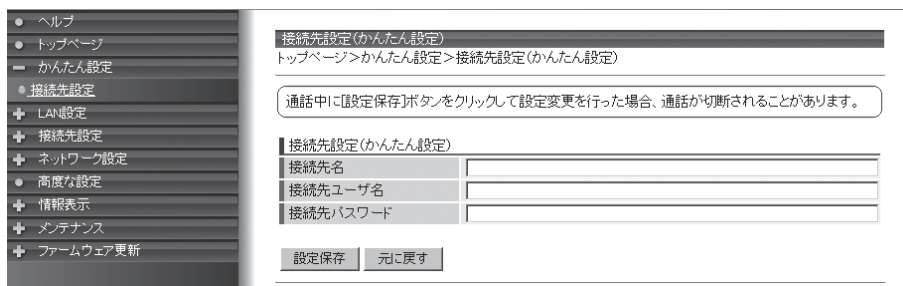 ヘルプ
トップページ
かんたん設定
接続先設定
LAN設定
接続先設定
ネットワーク設定
高度な設定
情報表示
メンテナンス
ファームウェア更新
接続先設定(かんたん設定)
トップページ>かんたん設定>接続先設定(かんたん設定)
通話中に[設定保存]ボタンをクリックして設定変更を行った場合、通話が切断されることがあります。
接続先設定(かんたん設定)
接続先名
接続先ユーザ名
接続先パスワード
設定保存 元に戻す